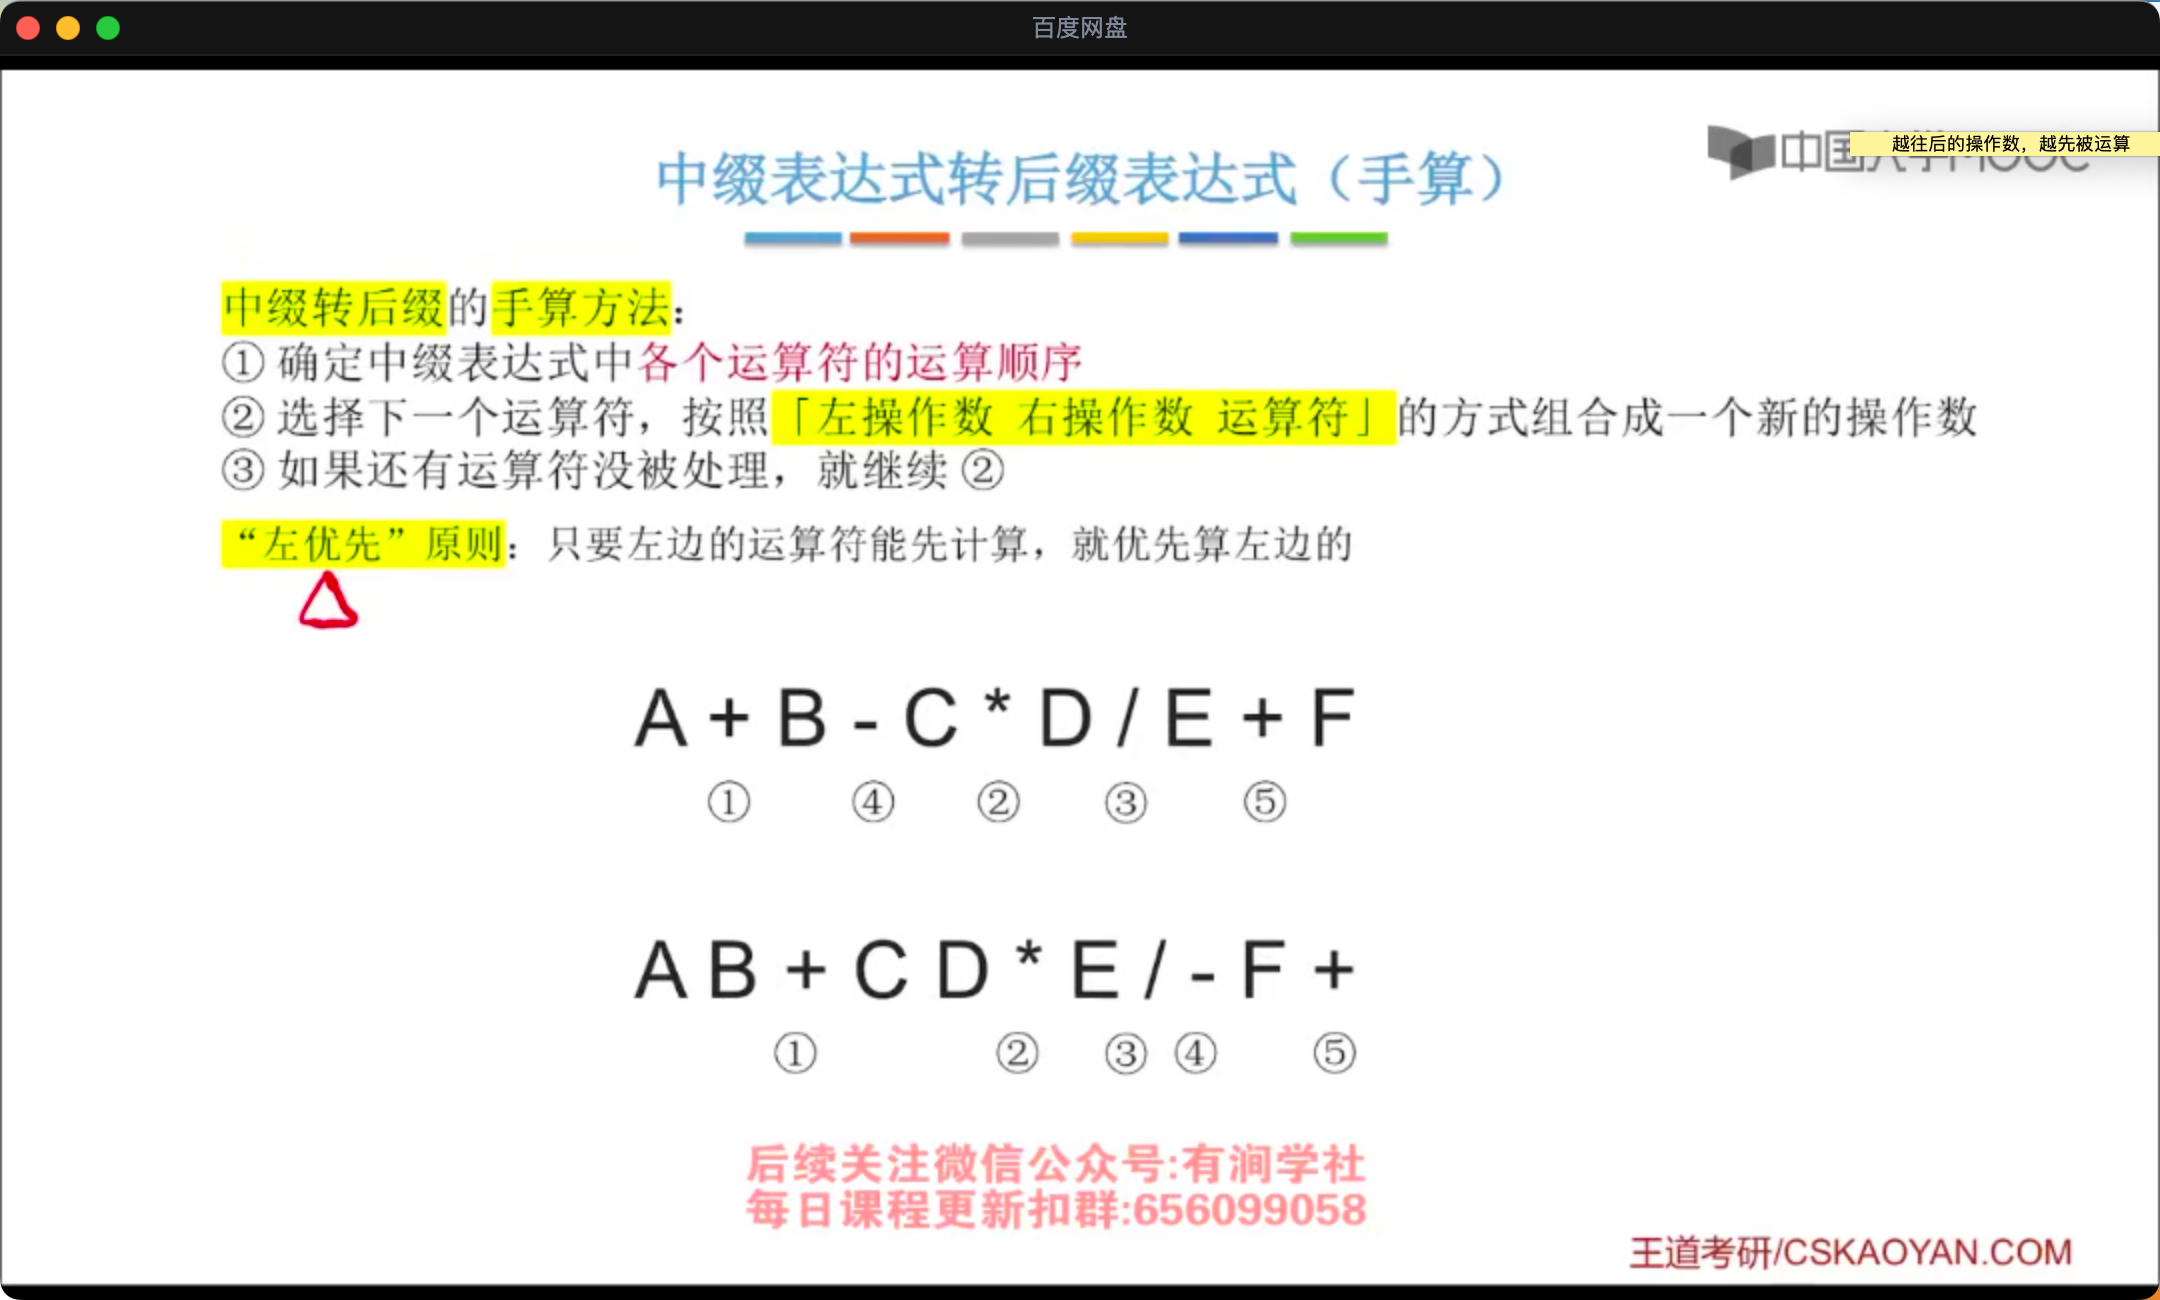 百度网盘
中国大学MOOC
越往后的操作数，越先被运算
中缀表达式转后缀表达式（手算）
中缀转后缀的手算方法：
① 确定中缀表达式中各个运算符的运算顺序
② 选择下一个运算符，按照「左操作数 右操作数 运算符」的方式组合成一个新的操作数
③ 如果还有运算符没被处理，就继续 ②
“左优先”原则：只要左边的运算符能先计算，就优先算左边的
A + B - C * D / E + F
① ④ ② ③ ⑤
A B + C D * E / - F +
① ② ③ ④ ⑤
后续关注微信公众号:有涧学社
每日课程更新扣群:656099058
王道考研/CSKAOYAN.COM